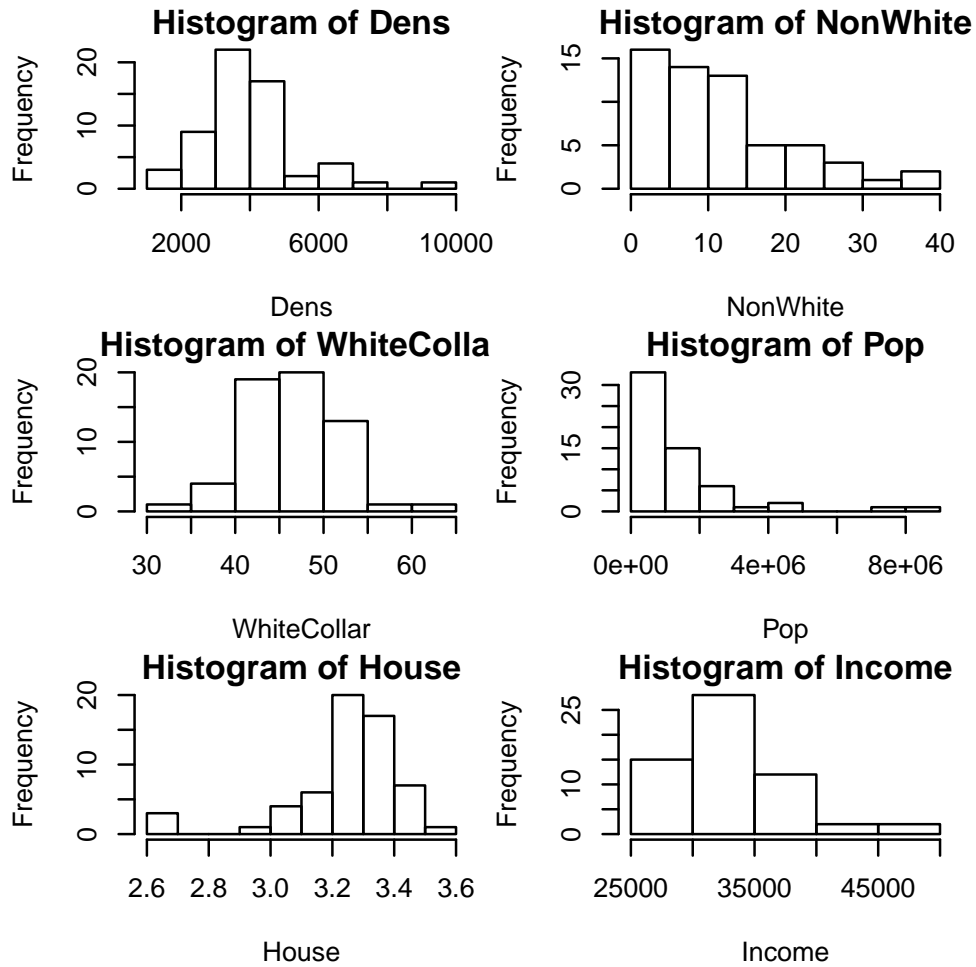 Histogram of Dens
Frequency
0
10
20
2000
6000
10000
Dens
Histogram of NonWhite
Frequency
0
5
15
0
10
20
30
40
NonWhite
Histogram of WhiteColla
Frequency
0
10
20
30
40
50
60
WhiteCollar
Histogram of Pop
Frequency
0
15
30
0e+00
4e+06
8e+06
Pop
Histogram of House
Frequency
0
10
20
2.6
2.8
3.0
3.2
3.4
3.6
House
Histogram of Income
Frequency
0
10
25
25000
35000
45000
Income